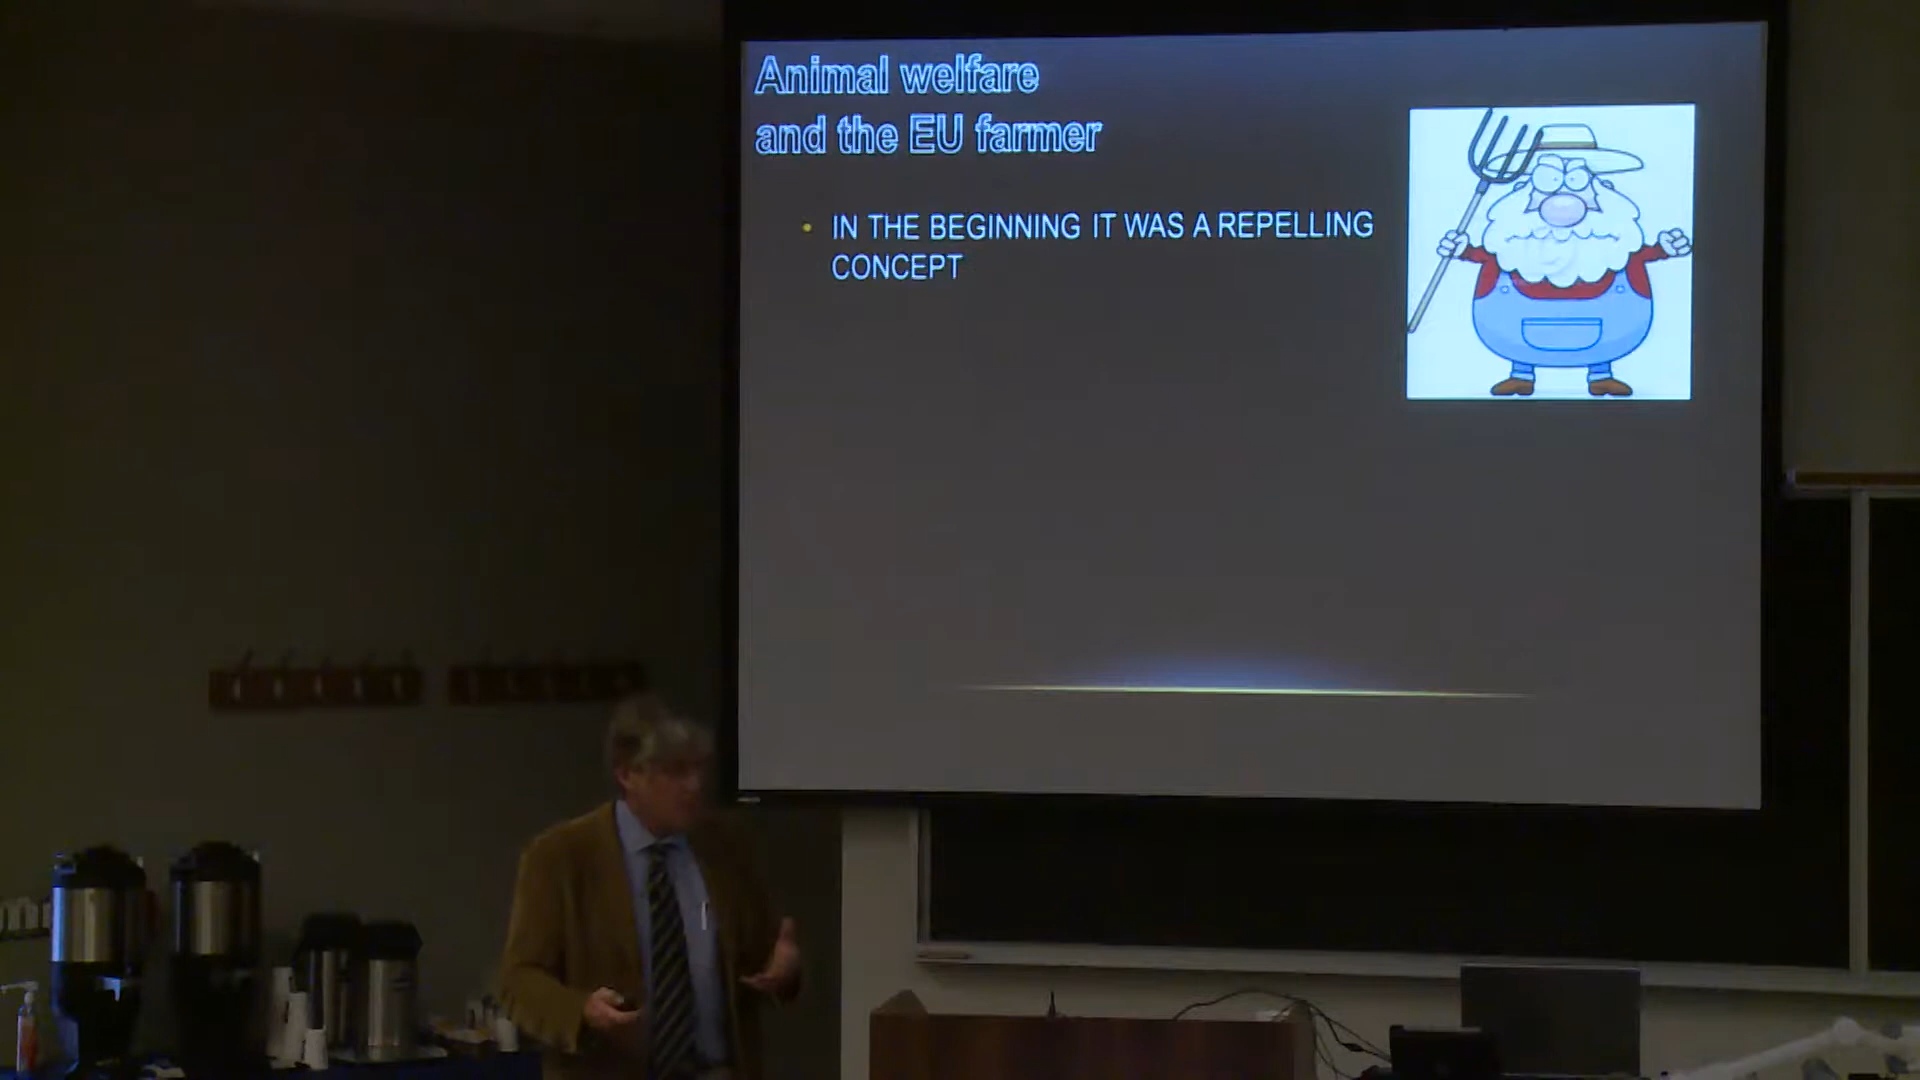 Animal welfare
and the EU farmer
• IN THE BEGINNING IT WAS A REPELLING
CONCEPT